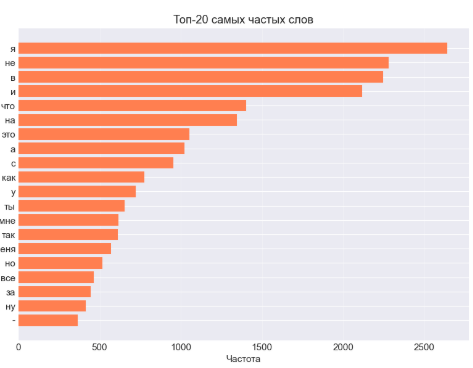 Топ-20 самых частых слов
я
не
в
и
что
на
это
а
с
как
у
ты
мне
так
еня
но
все
за
ну
-
0 500 1000 1500 2000 2500
Частота